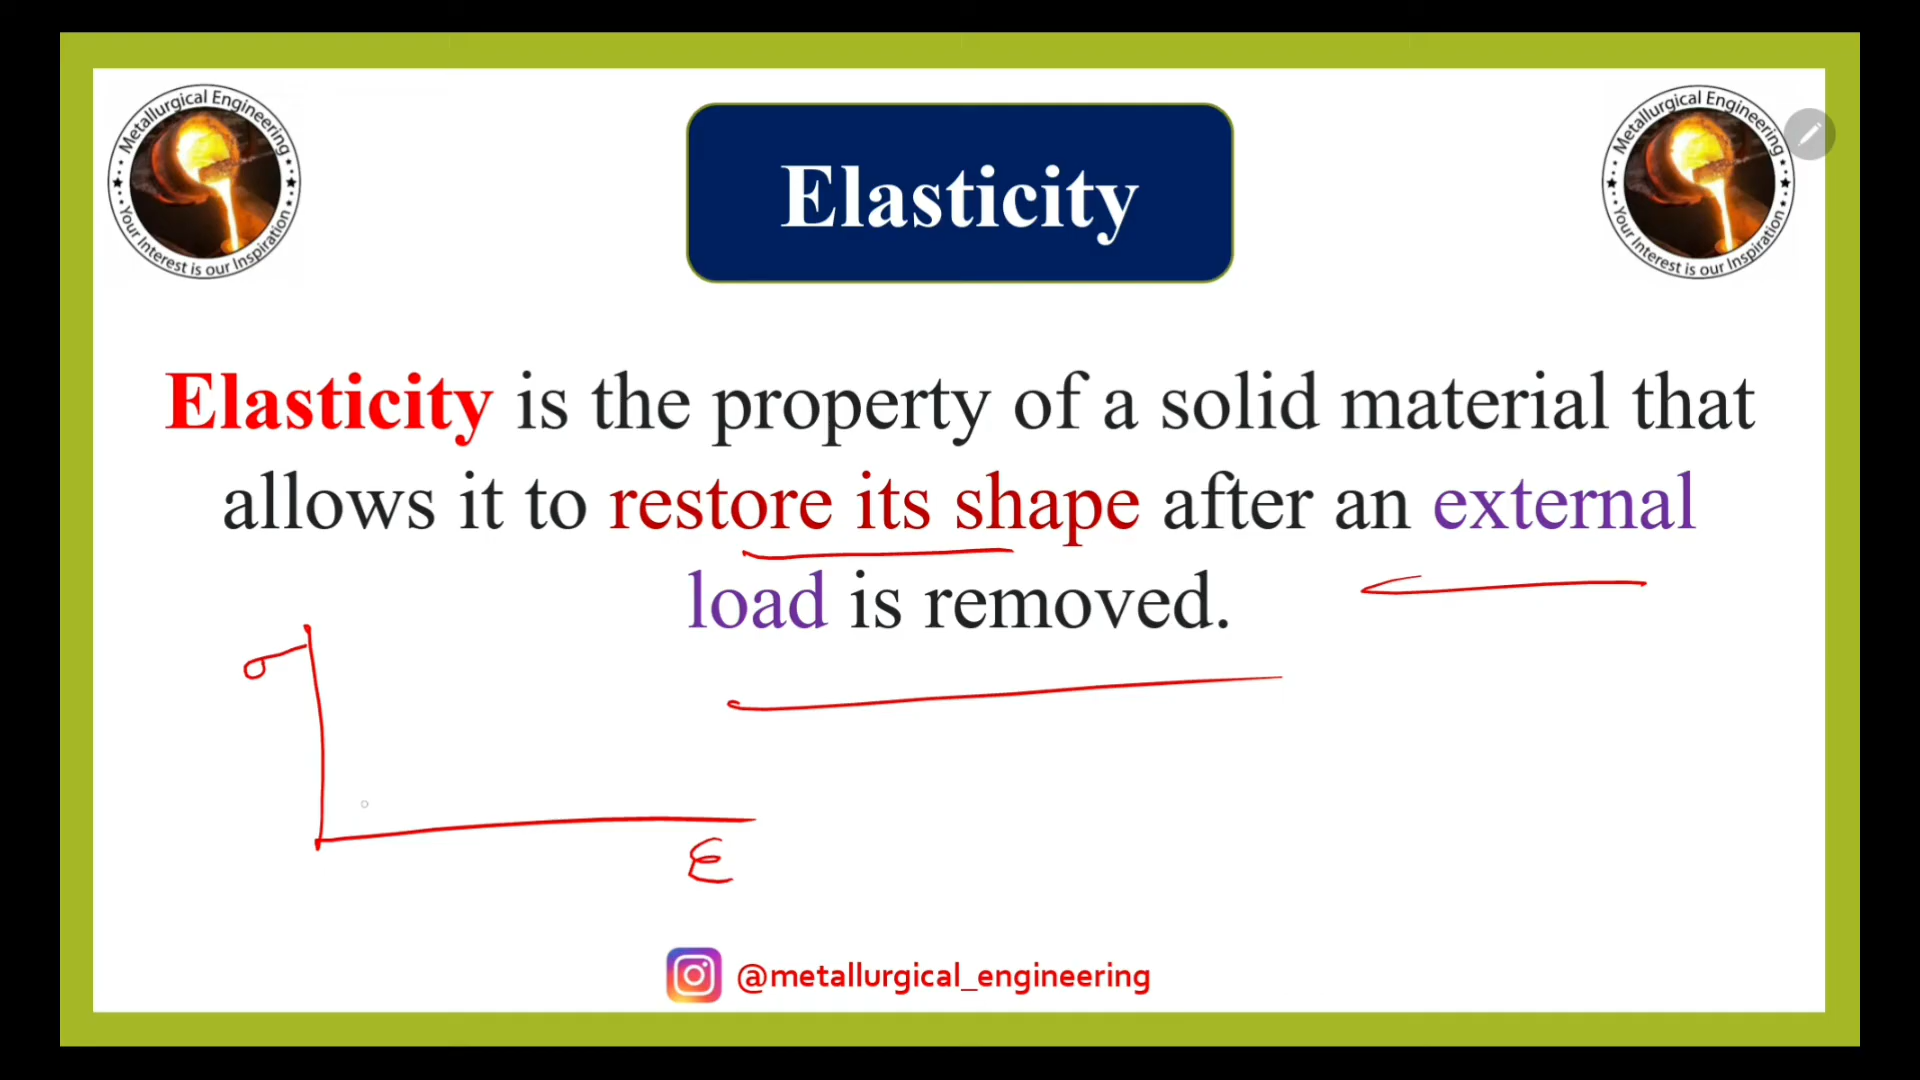 Metallurgical Engineering
Your Interest is our Inspiration
Elasticity
Metallurgical Engineering
Your Interest is our Inspiration
Elasticity is the property of a solid material that
allows it to restore its shape after an external
load is removed.
σ
ε
@metallurgical_engineering